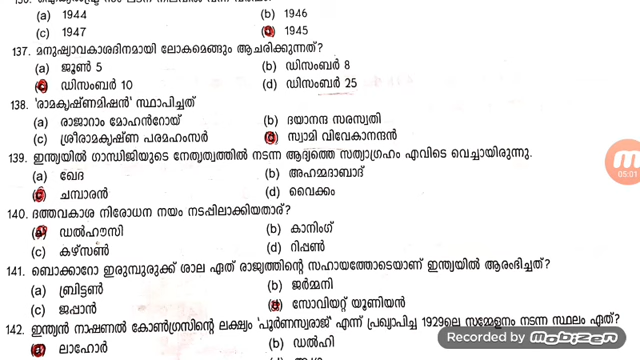 (a) 1944 (b) 1946
(c) 1947 1945
137. മനുഷ്യാവകാശദിനമായി ലോകമെങ്ങും ആചരിക്കുന്നത്?
(a) ജൂൺ 5 (b) ഡിസംബർ 8
ഡിസംബർ 10 (d) ഡിസംബർ 25
138. 'രാമകൃഷ്ണമിഷൻ' സ്ഥാപിച്ചത്
(a) രാജാറാം മോഹൻറോയ് (b) ദയാനന്ദ സരസ്വതി
(c) ശ്രീരാമകൃഷ്ണ പരമഹംസർ (d) സ്വാമി വിവേകാനന്ദൻ
139. ഇന്ത്യയിൽ ഗാന്ധിജിയുടെ നേതൃത്വത്തിൽ നടന്ന ആദ്യത്തെ സത്യാഗ്രഹം എവിടെ വെച്ചായിരുന്നു.
(a) ഖേദ (b) അഹമ്മദാബാദ്
ചമ്പാരൻ (d) വൈക്കം
140. ദത്തവകാശ നിരോധന നയം നടപ്പിലാക്കിയതാര്?
ഡൽഹൗസി (b) കാനിംഗ്
(c) കഴ്സൺ (d) റിപ്പൺ
141. ബൊക്കാറോ ഇരുമ്പുരുക്ക് ശാല ഏത് രാജ്യത്തിന്റെ സഹായത്തോടെയാണ് ഇന്ത്യയിൽ ആരംഭിച്ചത്?
(a) ബ്രിട്ടൺ (b) ജർമ്മനി
(c) ജപ്പാൻ സോവിയറ്റ് യൂണിയൻ
142. ഇന്ത്യൻ നാഷണൽ കോൺഗ്രസിന്റെ ലക്ഷ്യം 'പൂർണസ്വരാജ്' എന്ന് പ്രഖ്യാപിച്ച 1929ലെ സമ്മേളനം നടന്ന സ്ഥലം ഏത്?
ലാഹോർ (b) ഡൽഹി
M
05:01
Recorded by mobizen